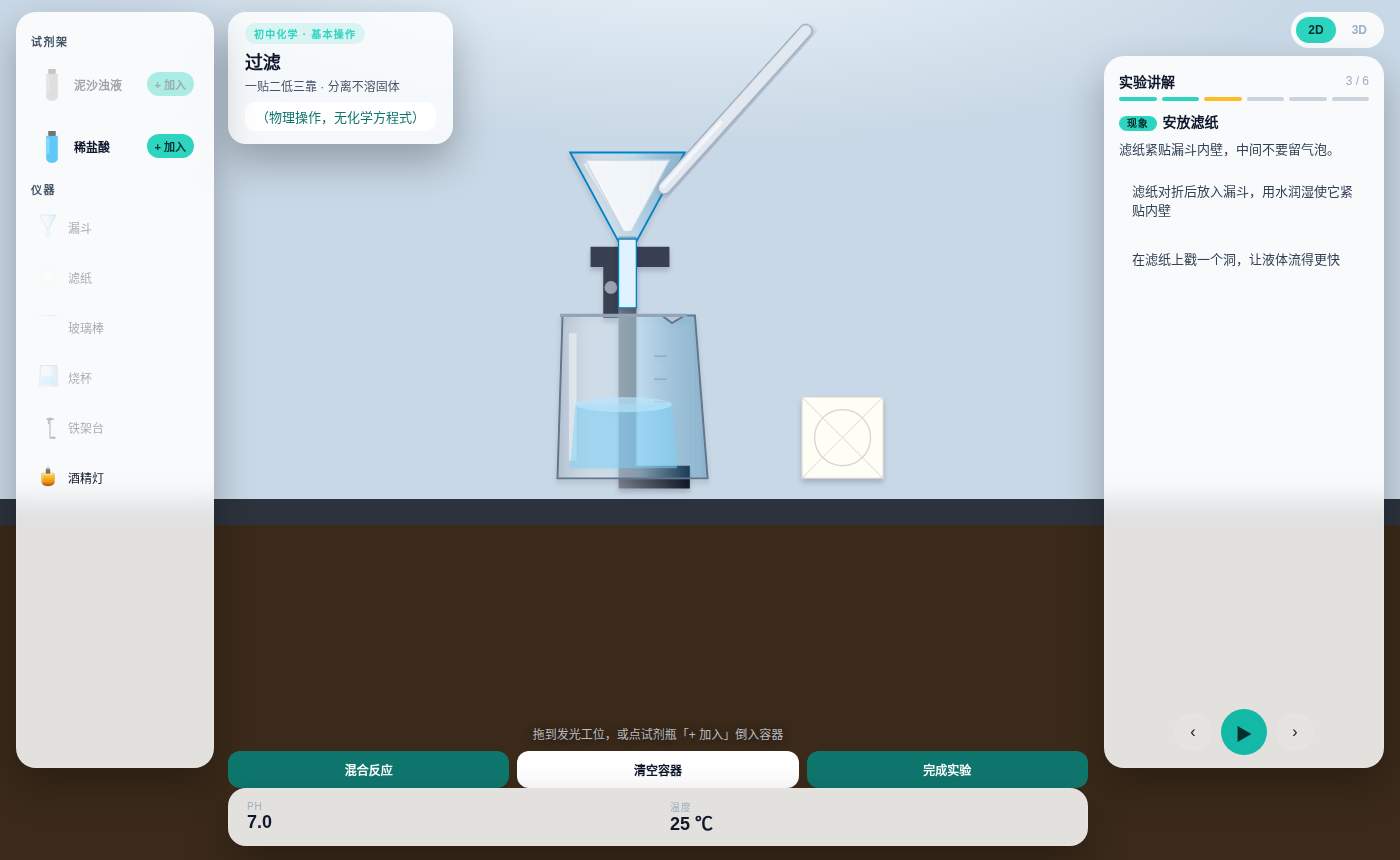 试剂架
泥沙浊液
+ 加入
稀盐酸
+ 加入
仪器
漏斗
滤纸
玻璃棒
烧杯
铁架台
酒精灯
初中化学 · 基本操作
过滤
一贴二低三靠 · 分离不溶固体
（物理操作，无化学方程式）
2D
3D
实验讲解
3 / 6
现象 安放滤纸
滤纸紧贴漏斗内壁，中间不要留气泡。
滤纸对折后放入漏斗，用水润湿使它紧
贴内壁
在滤纸上戳一个洞，让液体流得更快
拖到发光工位，或点试剂瓶「+ 加入」倒入容器
混合反应
清空容器
完成实验
PH
7.0
温度
25 ℃